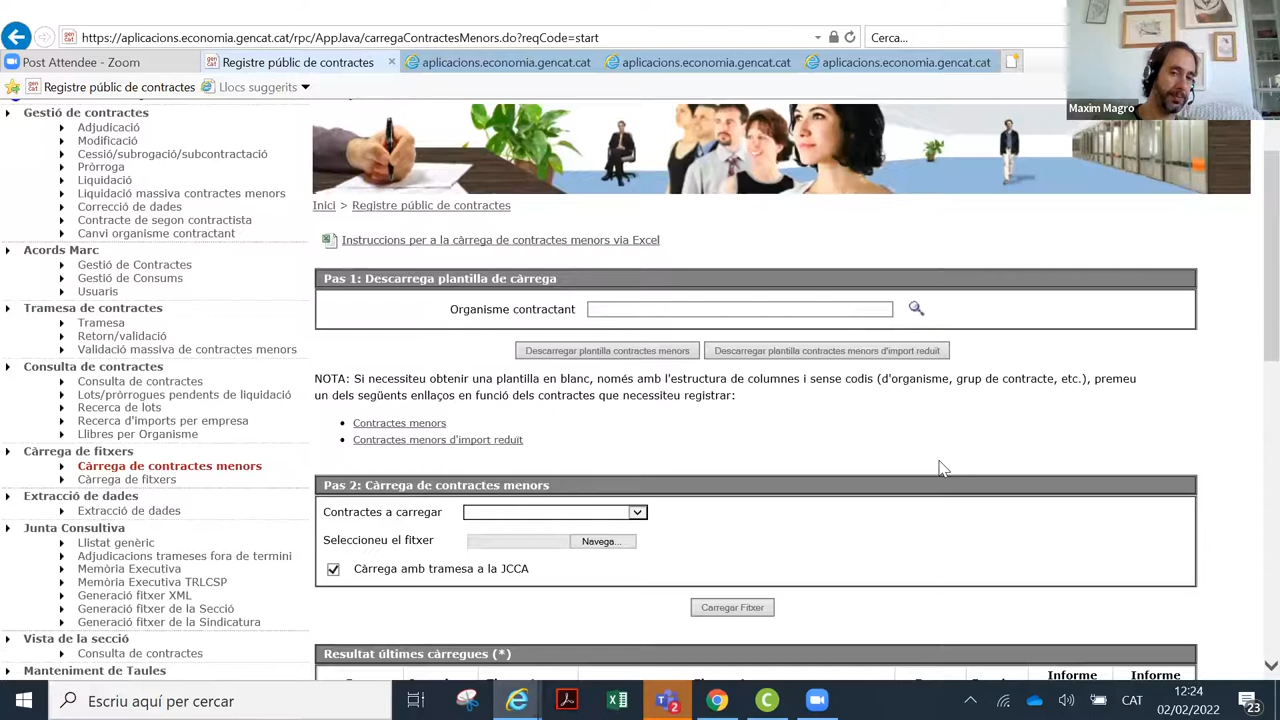 https://aplicacions.economia.gencat.cat/rpc/AppJava/carregaContractesMenors.do?reqCode=start
Cerca...
Post Attendee - Zoom
Registre públic de contractes
aplicacions.economia.gencat.cat
aplicacions.economia.gencat.cat
aplicacions.economia.gencat.cat
Registre públic de contractes
Llocs suggerits
Maxim Magro
Gestió de contractes
Adjudicació
Modificació
Cessió/subrogació/subcontractació
Pròrroga
Liquidació
Liquidació massiva contractes menors
Correcció de dades
Contracte de segon contractista
Canvi organisme contractant
Acords Marc
Gestió de Contractes
Gestió de Consums
Usuaris
Tramesa de contractes
Tramesa
Retorn/validació
Validació massiva de contractes menors
Consulta de contractes
Consulta de contractes
Lots/pròrrogues pendents de liquidació
Recerca de lots
Recerca d'imports per empresa
Llibres per Organisme
Càrrega de fitxers
Càrrega de contractes menors
Càrrega de fitxers
Extracció de dades
Extracció de dades
Junta Consultiva
Llistat genèric
Adjudicacions trameses fora de termini
Memòria Executiva
Memòria Executiva TRLCSP
Generació fitxer XML
Generació fitxer de la Secció
Generació fitxer de la Sindicatura
Vista de la secció
Consulta de contractes
Manteniment de Taules
Inici > Registre públic de contractes
Instruccions per a la càrrega de contractes menors via Excel
Pas 1: Descarrega plantilla de càrrega
Organisme contractant
Descarregar plantilla contractes menors
Descarregar plantilla contractes menors d'import reduït
NOTA: Si necessiteu obtenir una plantilla en blanc, només amb l'estructura de columnes i sense codis (d'organisme, grup de contracte, etc.), premeu
un dels següents enllaços en funció dels contractes que necessiteu registrar:
Contractes menors
Contractes menors d'import reduït
Pas 2: Càrrega de contractes menors
Contractes a carregar
Seleccioneu el fitxer
Navega...
Càrrega amb tramesa a la JCCA
Carregar Fitxer
Resultat últimes càrregues (*)
Informe
Informe
Escriu aquí per cercar
2
CAT
12:24
02/02/2022
23